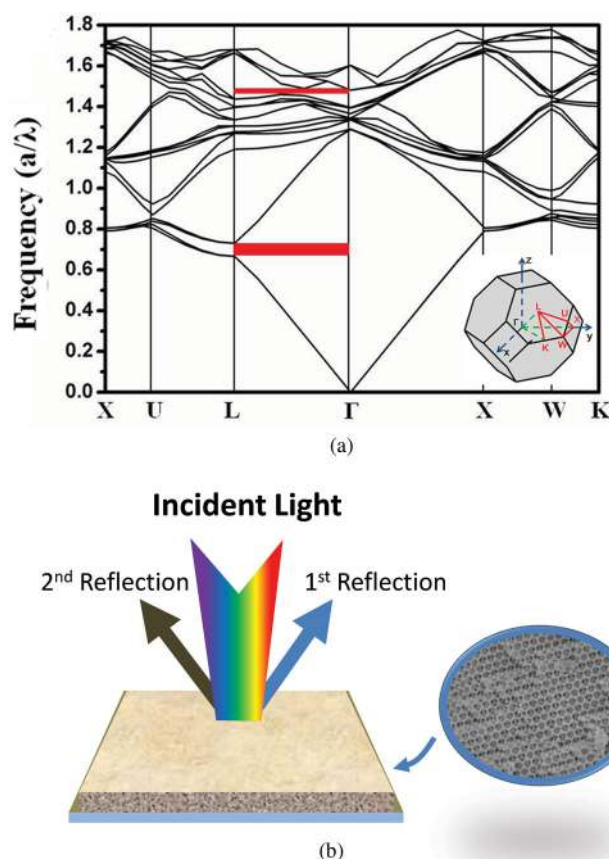 1.8
1.6
1.4
1.2
1.0
0.8
0.6
0.4
0.2
0.0
Frequency (a/λ)
X U L Γ X W K
z
L U X
Γ y
x K W
(a)
Incident Light
2nd Reflection 1st Reflection
(b)